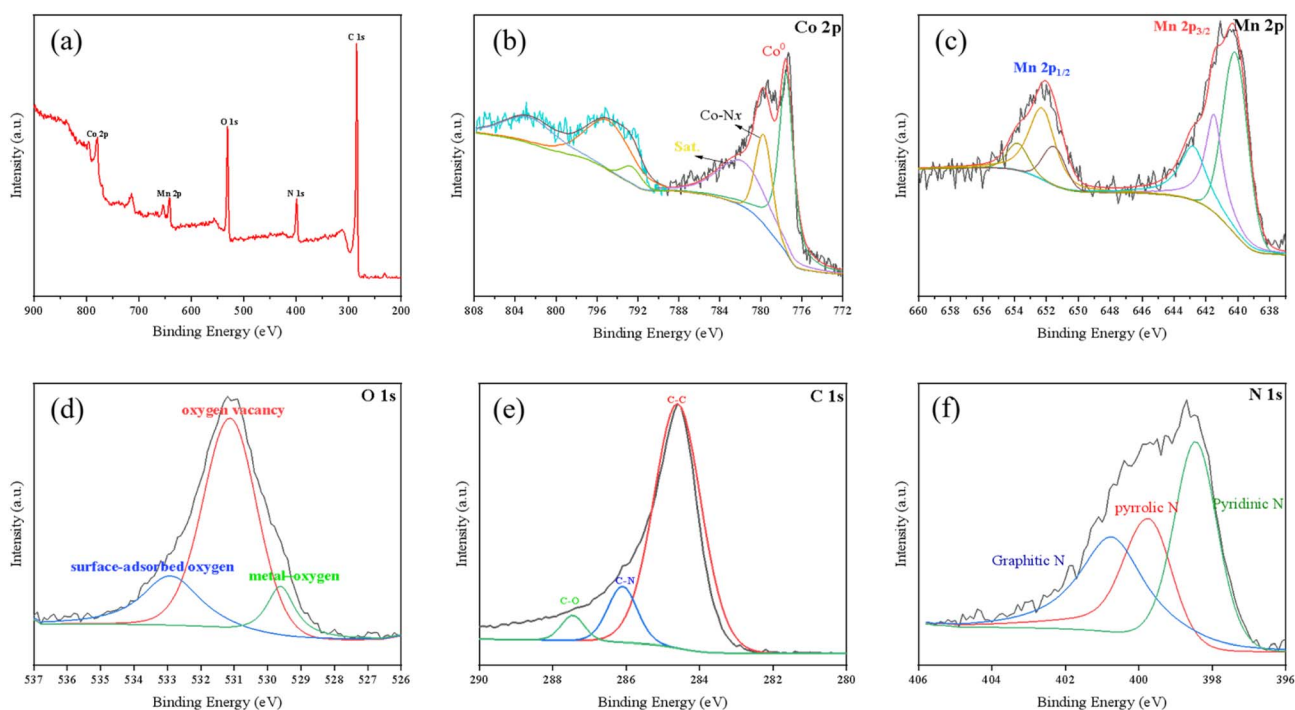 (a)
C 1s
O 1s
Co 2p
N 1s
Mn 2p
Intensity (a.u.)
900 800 700 600 500 400 300 200
Binding Energy (eV)
(b)
Co 2p
Co⁰
Co-Nx
Sat.
Intensity (a.u.)
808 804 800 796 792 788 784 780 776 772
Binding Energy (eV)
(c)
Mn 2p₃/₂
Mn 2p
Mn 2p₁/₂
Intensity (a.u.)
660 656 654 652 650 648 646 644 642 640 638
Binding Energy (eV)
(d)
O 1s
oxygen vacancy
surface-adsorbed oxygen
metal–oxygen
Intensity (a.u.)
537 535 533 532 531 530 529 528 527 526
Binding Energy (eV)
(e)
C 1s
C-C
C-N
C-O
Intensity (a.u.)
290 288 286 284 282 280
Binding Energy (eV)
(f)
N 1s
pyrrolic N
Pyridinic N
Graphitic N
Intensity (a.u.)
406 404 402 400 398 396
Binding Energy (eV)